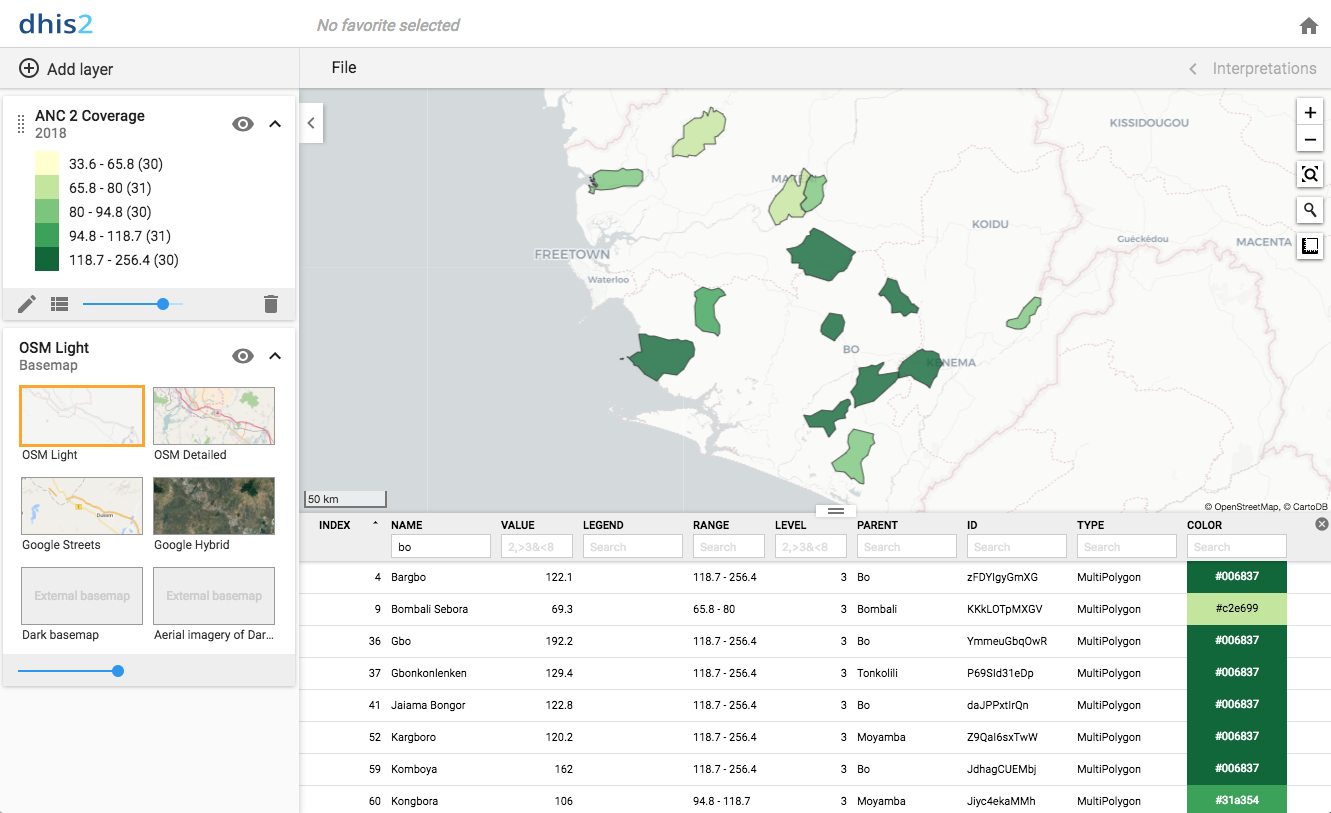 dhis2
No favorite selected
Add layer
File
Interpretations
ANC 2 Coverage
2018
33.6 - 65.8 (30)
65.8 - 80 (31)
80 - 94.8 (30)
94.8 - 118.7 (31)
118.7 - 256.4 (30)
OSM Light
Basemap
OSM Light
OSM Detailed
Google Streets
Google Hybrid
External basemap
External basemap
Dark basemap
Aerial imagery of Dar...
KISSIDOUGOU
KOIDU
Guéckédou
MACENTA
FREETOWN
Waterloo
BO
KENEMA
50 km
© OpenStreetMap, © CartoDB
INDEX NAME VALUE LEGEND RANGE LEVEL PARENT ID TYPE COLOR
bo 2,>3&<8 Search Search 2,>3&<8 Search Search Search Search
4 Bargbo 122.1 118.7 - 256.4 3 Bo zFDYIgyGmXG MultiPolygon #006837
9 Bombali Sebora 69.3 65.8 - 80 3 Bombali KKkLOTpMXGV MultiPolygon #c2e699
36 Gbo 192.2 118.7 - 256.4 3 Bo YmmeuGbqOwR MultiPolygon #006837
37 Gbonkonlenken 129.4 118.7 - 256.4 3 Tonkolili P69SId31eDp MultiPolygon #006837
41 Jaiama Bongor 122.8 118.7 - 256.4 3 Bo daJPPxtIrQn MultiPolygon #006837
52 Kargboro 120.2 118.7 - 256.4 3 Moyamba Z9QaI6sxTwW MultiPolygon #006837
59 Komboya 162 118.7 - 256.4 3 Bo JdhagCUEMbj MultiPolygon #006837
60 Kongbora 106 94.8 - 118.7 3 Moyamba Jiyc4ekaMMh MultiPolygon #31a354